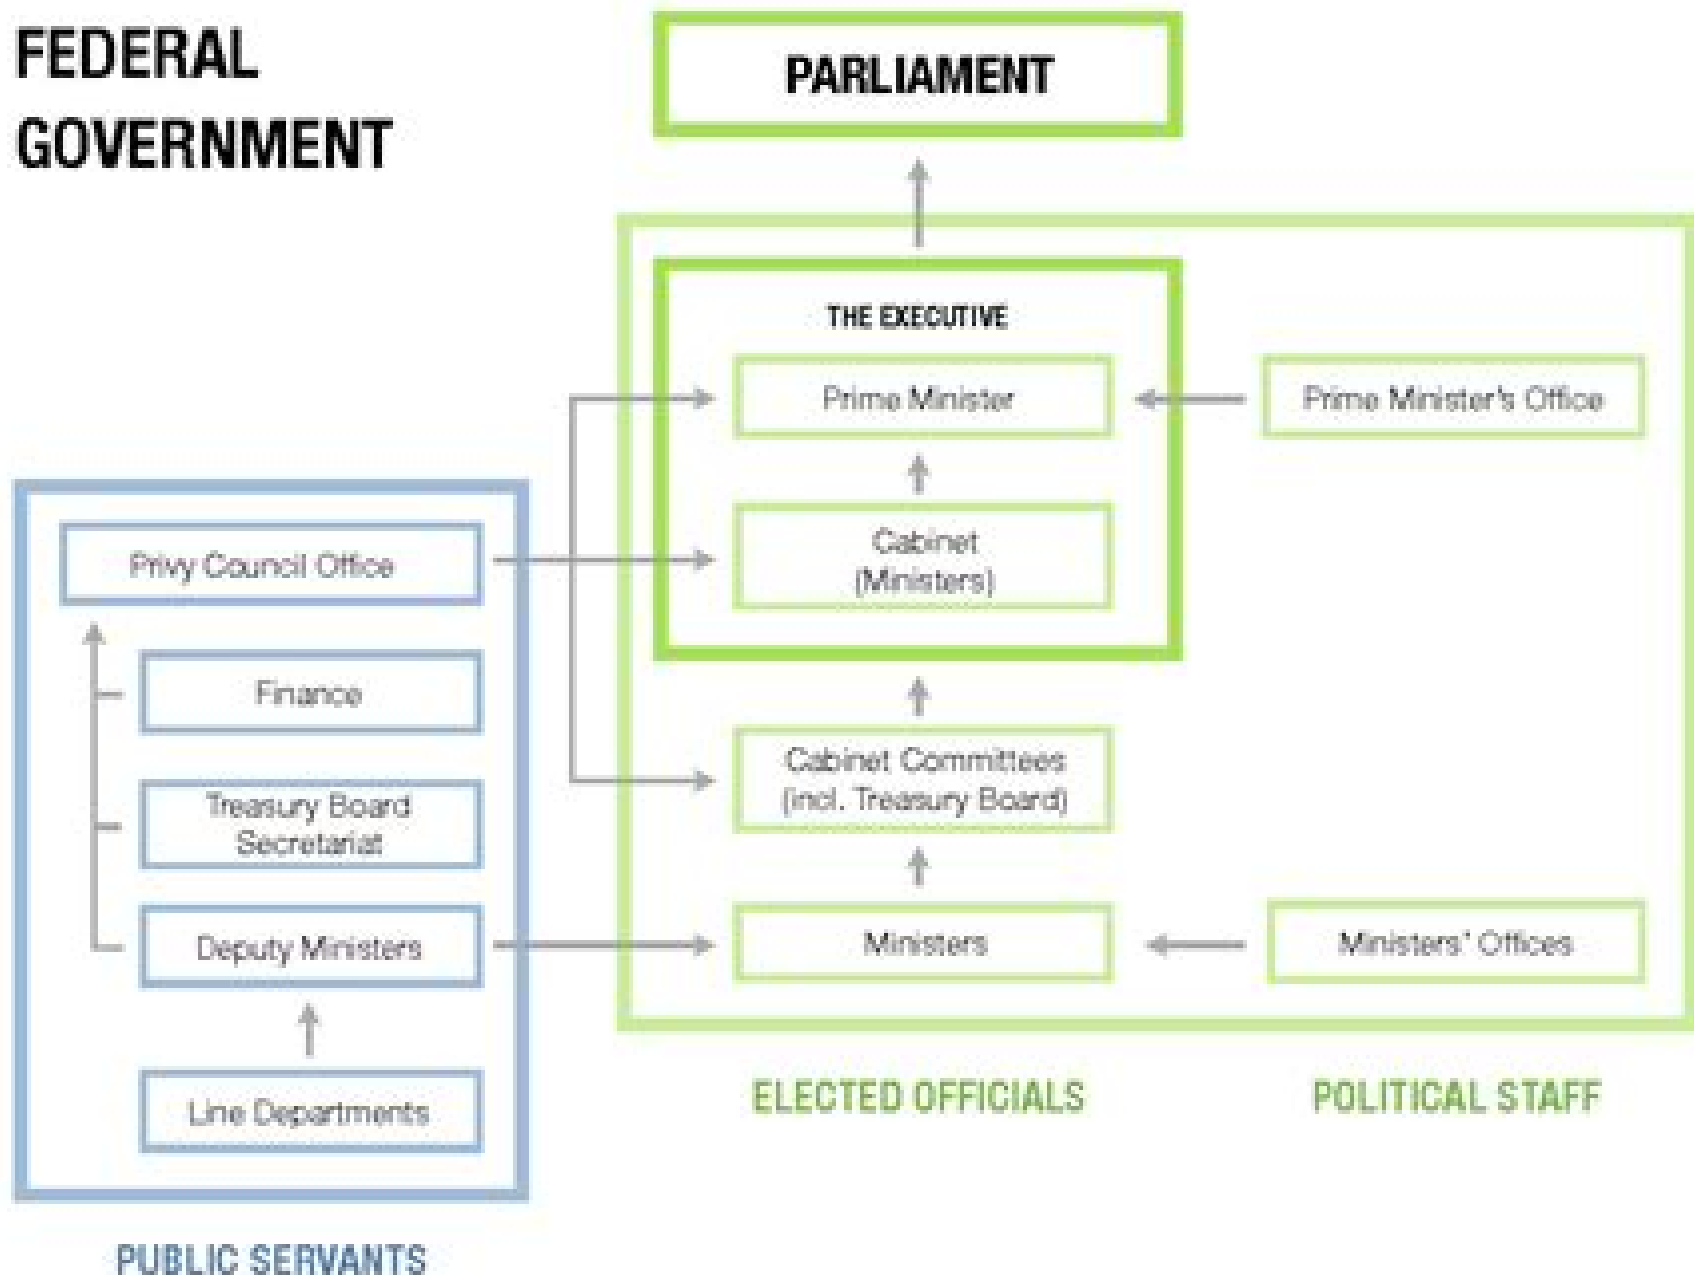 FEDERAL
GOVERNMENT
PARLIAMENT
THE EXECUTIVE
Prime Minister
Prime Minister's Office
Cabinet
(Ministers)
Privy Council Office
Finance
Treasury Board
Secretariat
Deputy Ministers
Line Departments
Cabinet Committees
(incl. Treasury Board)
Ministers
Ministers' Offices
ELECTED OFFICIALS
POLITICAL STAFF
PUBLIC SERVANTS